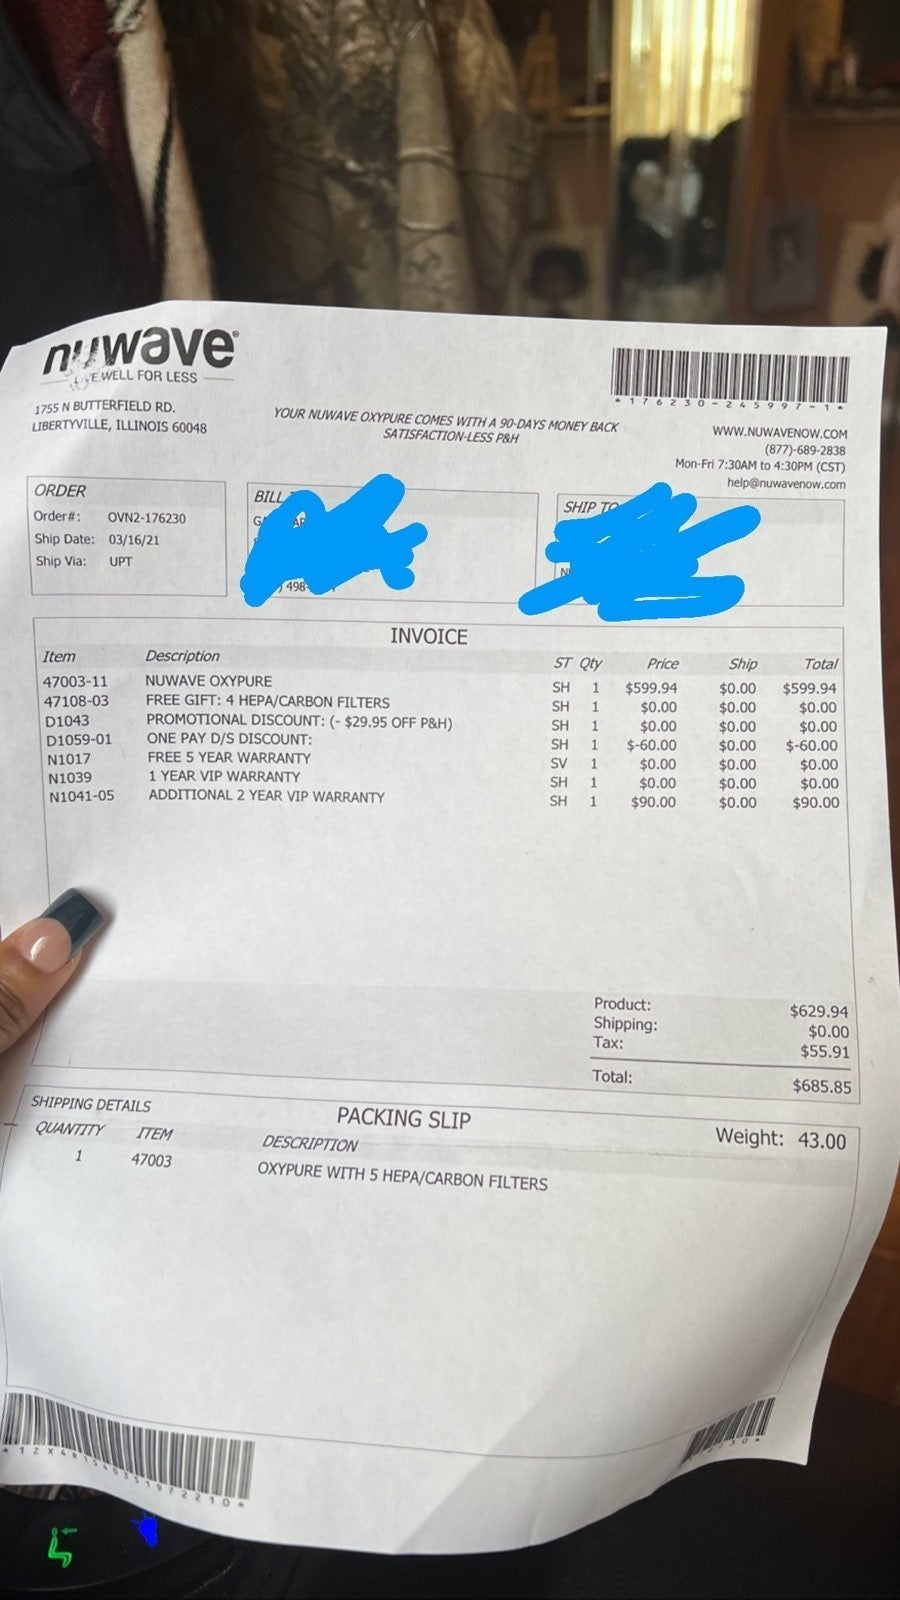 nuwave®
LIVE WELL FOR LESS
1755 N BUTTERFIELD RD.
LIBERTYVILLE, ILLINOIS 60048
YOUR NUWAVE OXYPURE COMES WITH A 90-DAYS MONEY BACK
SATISFACTION-LESS P&H
*176230-245997-1*
WWW.NUWAVENOW.COM
(877)-689-2838
Mon-Fri 7:30AM to 4:30PM (CST)
help@nuwavenow.com
ORDER
Order#: OVN2-176230
Ship Date: 03/16/21
Ship Via: UPT
BILL
) 498-
SHIP TO
INVOICE
Item Description ST Qty Price Ship Total
47003-11 NUWAVE OXYPURE SH 1 $599.94 $0.00 $599.94
47108-03 FREE GIFT: 4 HEPA/CARBON FILTERS SH 1 $0.00 $0.00 $0.00
D1043 PROMOTIONAL DISCOUNT: (- $29.95 OFF P&H) SH 1 $0.00 $0.00 $0.00
D1059-01 ONE PAY D/S DISCOUNT: SH 1 $-60.00 $0.00 $-60.00
N1017 FREE 5 YEAR WARRANTY SV 1 $0.00 $0.00 $0.00
N1039 1 YEAR VIP WARRANTY SH 1 $0.00 $0.00 $0.00
N1041-05 ADDITIONAL 2 YEAR VIP WARRANTY SH 1 $90.00 $0.00 $90.00
Product: $629.94
Shipping: $0.00
Tax: $55.91
Total: $685.85
SHIPPING DETAILS
PACKING SLIP
Weight: 43.00
QUANTITY ITEM DESCRIPTION
1 47003 OXYPURE WITH 5 HEPA/CARBON FILTERS